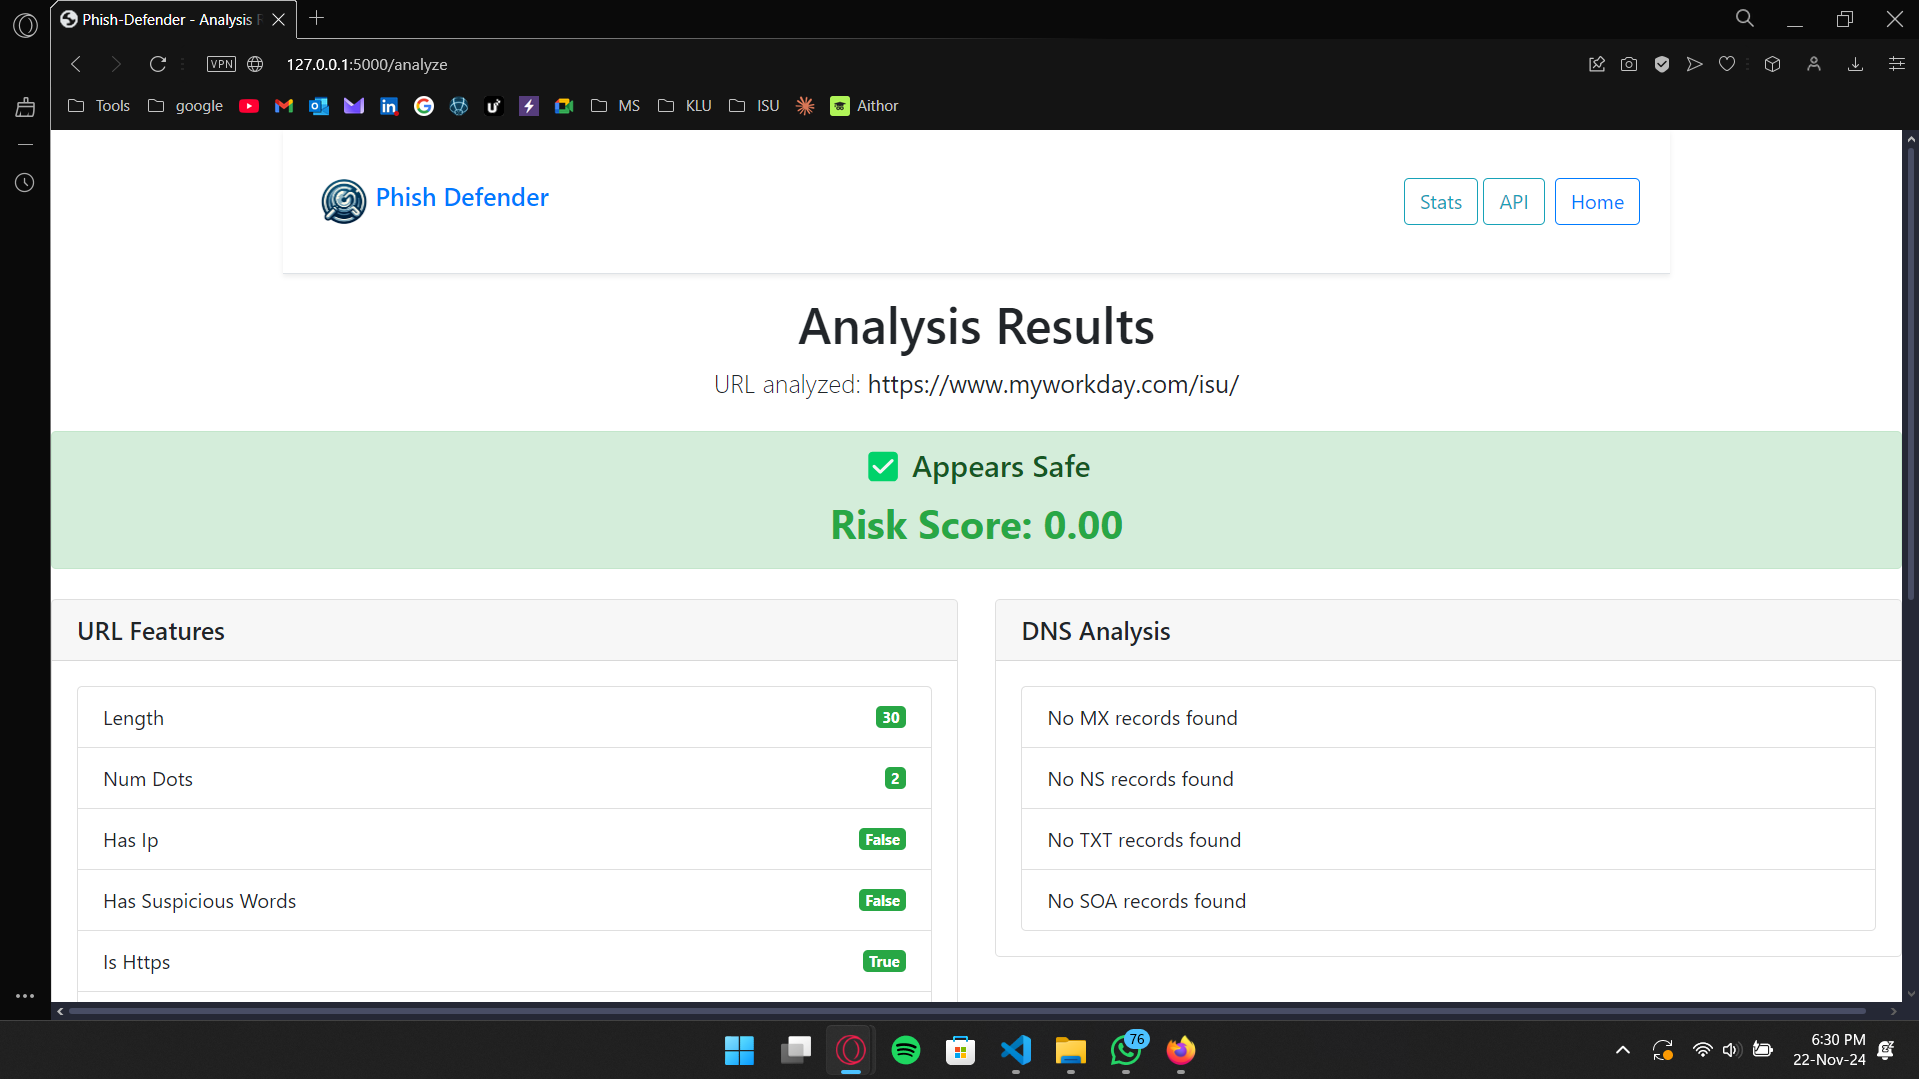 Phish-Defender - Analysis R
VPN
127.0.0.1:5000/analyze
Tools
google
MS
KLU
ISU
Aithor
Phish Defender
Stats
API
Home
Analysis Results
URL analyzed: https://www.myworkday.com/isu/
Appears Safe
Risk Score: 0.00
URL Features
Length 30
Num Dots 2
Has Ip False
Has Suspicious Words False
Is Https True
DNS Analysis
No MX records found
No NS records found
No TXT records found
No SOA records found
76
6:30 PM
22-Nov-24